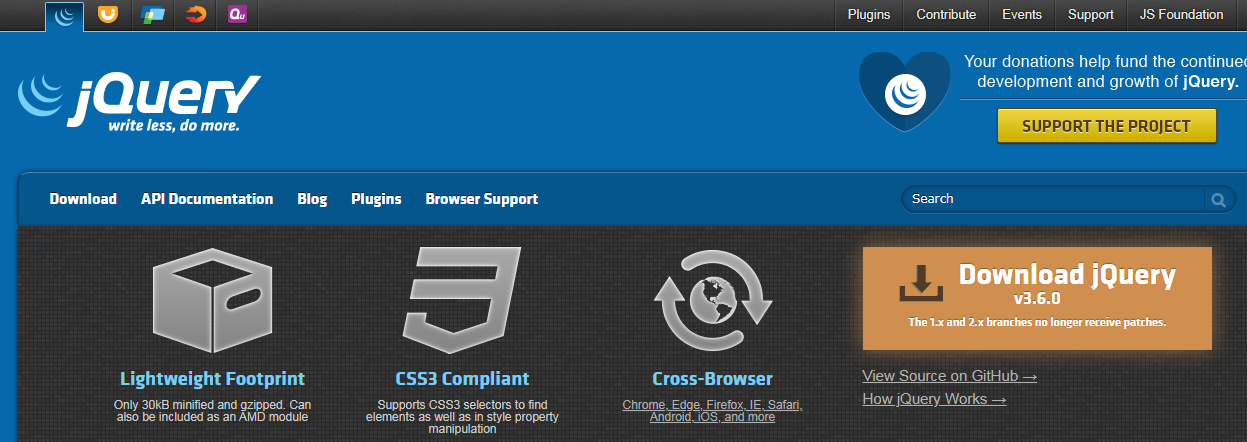 Qu
Plugins Contribute Events Support JS Foundation
jQuery
write less, do more.
Your donations help fund the continued
development and growth of jQuery.
SUPPORT THE PROJECT
Download API Documentation Blog Plugins Browser Support
Search
Lightweight Footprint
Only 30kB minified and gzipped. Can
also be included as an AMD module
CSS3 Compliant
Supports CSS3 selectors to find
elements as well as in style property
manipulation
Cross-Browser
Chrome, Edge, Firefox, IE, Safari,
Android, iOS, and more
Download jQuery
v3.6.0
The 1.x and 2.x branches no longer receive patches.
View Source on GitHub →
How jQuery Works →